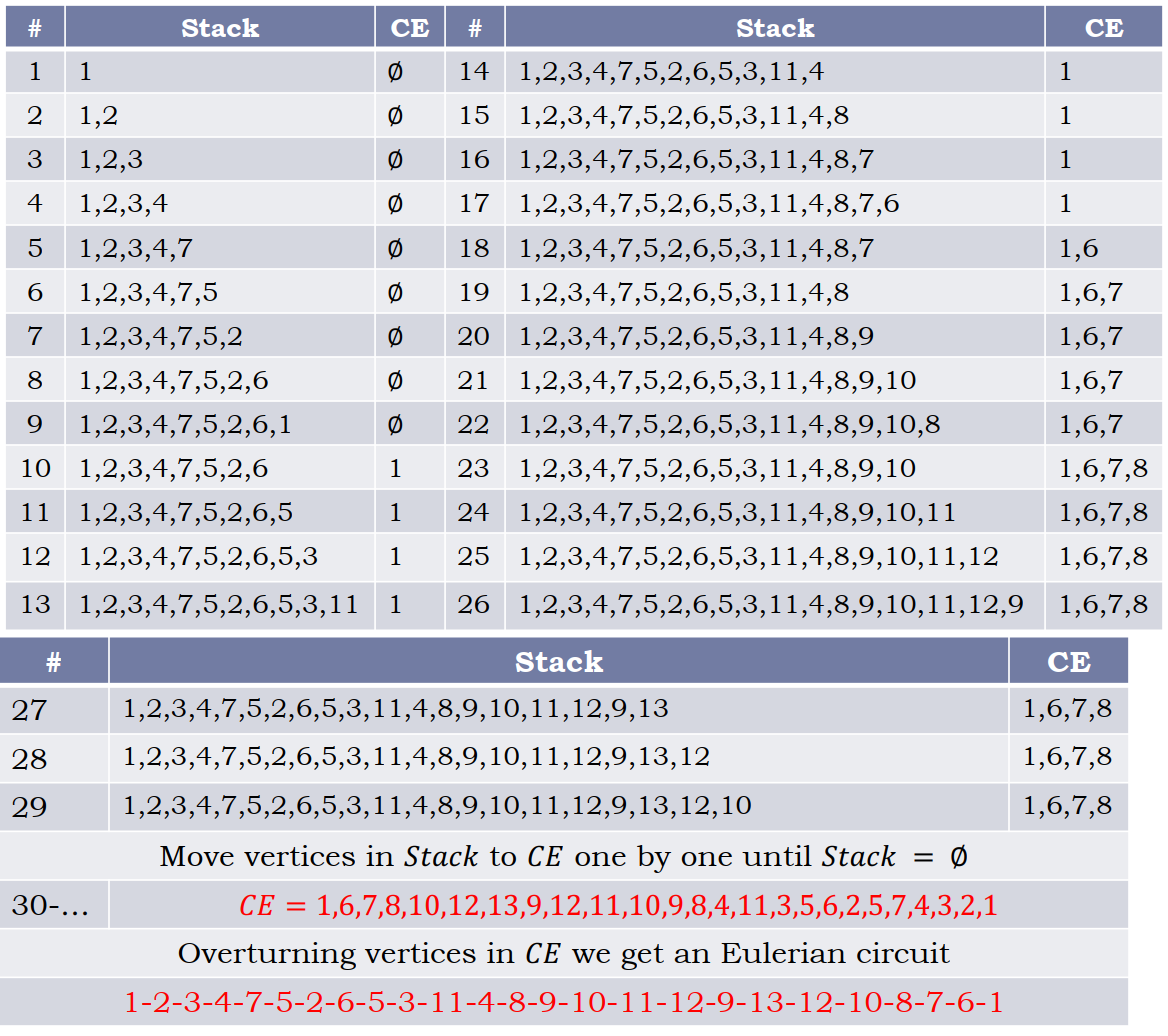 # Stack CE # Stack CE
1 1 ∅ 14 1,2,3,4,7,5,2,6,5,3,11,4 1
2 1,2 ∅ 15 1,2,3,4,7,5,2,6,5,3,11,4,8 1
3 1,2,3 ∅ 16 1,2,3,4,7,5,2,6,5,3,11,4,8,7 1
4 1,2,3,4 ∅ 17 1,2,3,4,7,5,2,6,5,3,11,4,8,7,6 1
5 1,2,3,4,7 ∅ 18 1,2,3,4,7,5,2,6,5,3,11,4,8,7 1,6
6 1,2,3,4,7,5 ∅ 19 1,2,3,4,7,5,2,6,5,3,11,4,8 1,6,7
7 1,2,3,4,7,5,2 ∅ 20 1,2,3,4,7,5,2,6,5,3,11,4,8,9 1,6,7
8 1,2,3,4,7,5,2,6 ∅ 21 1,2,3,4,7,5,2,6,5,3,11,4,8,9,10 1,6,7
9 1,2,3,4,7,5,2,6,1 ∅ 22 1,2,3,4,7,5,2,6,5,3,11,4,8,9,10,8 1,6,7
10 1,2,3,4,7,5,2,6 1 23 1,2,3,4,7,5,2,6,5,3,11,4,8,9,10 1,6,7,8
11 1,2,3,4,7,5,2,6,5 1 24 1,2,3,4,7,5,2,6,5,3,11,4,8,9,10,11 1,6,7,8
12 1,2,3,4,7,5,2,6,5,3 1 25 1,2,3,4,7,5,2,6,5,3,11,4,8,9,10,11,12 1,6,7,8
13 1,2,3,4,7,5,2,6,5,3,11 1 26 1,2,3,4,7,5,2,6,5,3,11,4,8,9,10,11,12,9 1,6,7,8
# Stack CE
27 1,2,3,4,7,5,2,6,5,3,11,4,8,9,10,11,12,9,13 1,6,7,8
28 1,2,3,4,7,5,2,6,5,3,11,4,8,9,10,11,12,9,13,12 1,6,7,8
29 1,2,3,4,7,5,2,6,5,3,11,4,8,9,10,11,12,9,13,12,10 1,6,7,8
Move vertices in Stack to CE one by one until Stack = ∅
30-... CE = 1,6,7,8,10,12,13,9,12,11,10,9,8,4,11,3,5,6,2,5,7,4,3,2,1
Overturning vertices in CE we get an Eulerian circuit
1-2-3-4-7-5-2-6-5-3-11-4-8-9-10-11-12-9-13-12-10-8-7-6-1